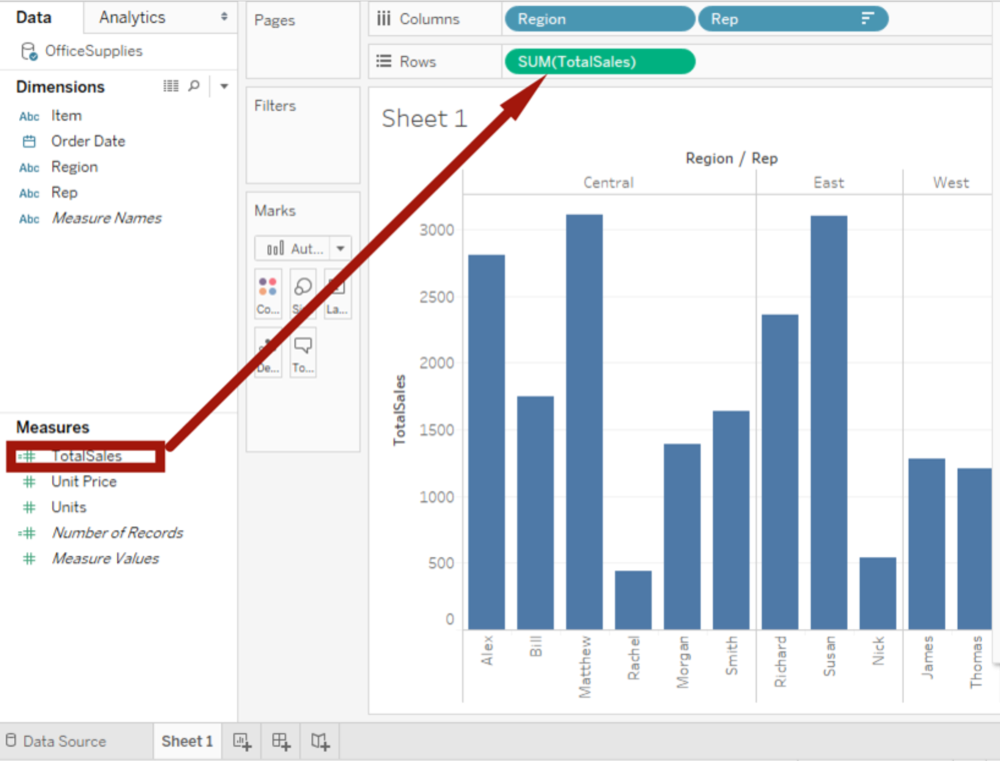 Data
Analytics
OfficeSupplies
Dimensions
Abc Item
Order Date
Abc Region
Abc Rep
Abc Measure Names
Measures
TotalSales
Unit Price
Units
Number of Records
Measure Values
Pages
Filters
Marks
Aut...
Co... La...
De... To...
Columns Region Rep
Rows SUM(TotalSales)
Sheet 1
Region / Rep
Central East West
TotalSales
3000
2500
2000
1500
1000
500
0
Alex
Bill
Matthew
Rachel
Morgan
Smith
Richard
Susan
Nick
James
Thomas
Data Source Sheet 1